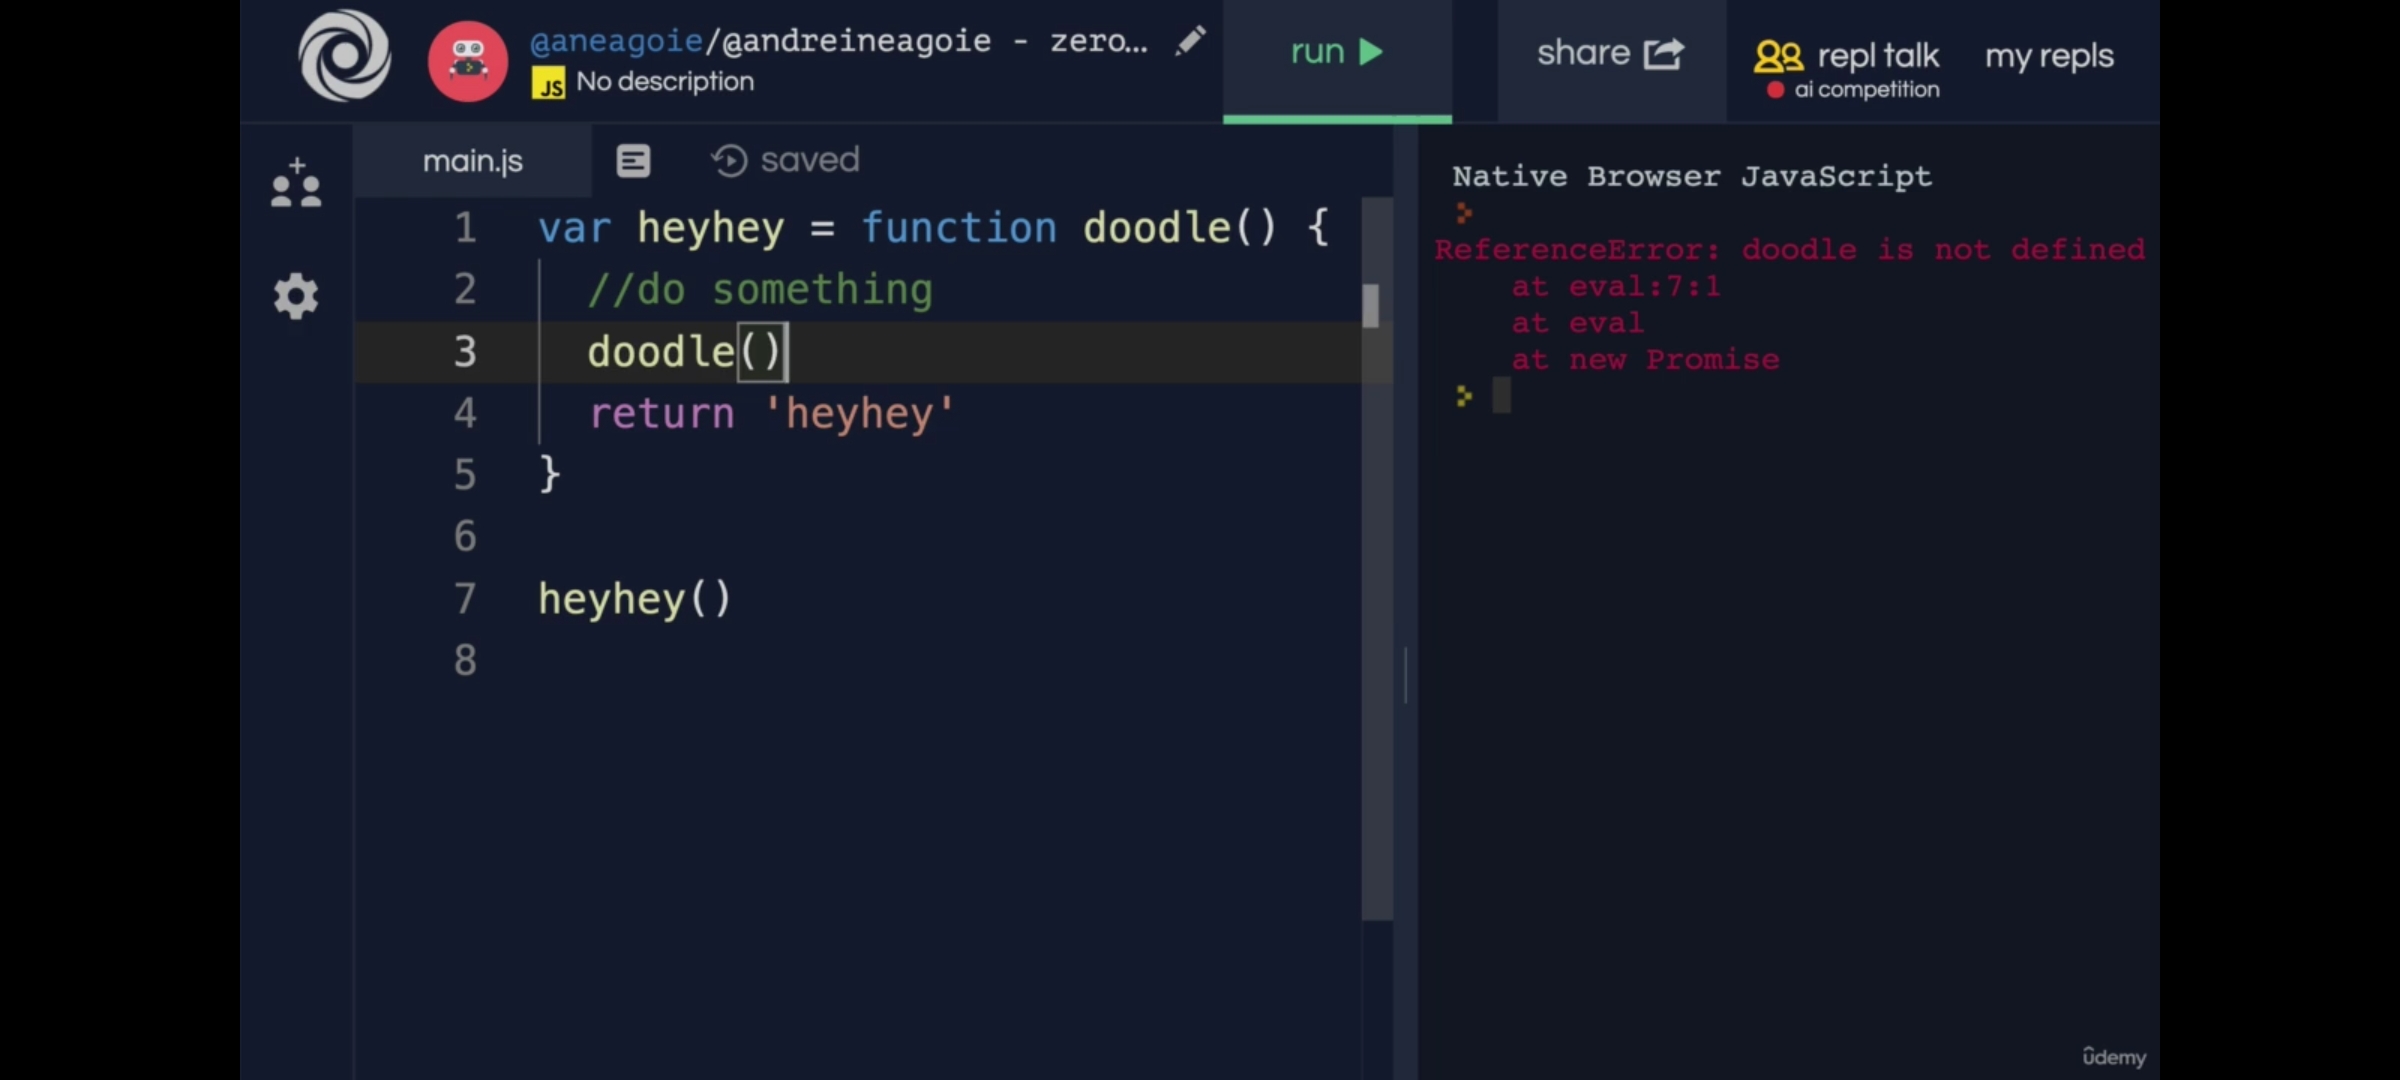 @aneagoie/@andreineagoie - zero...
JS No description
run
share
repl talk
ai competition
my repls
main.js
saved
1 var heyhey = function doodle() {
2 //do something
3 doodle()
4 return 'heyhey'
5 }
6
7 heyhey()
8
Native Browser JavaScript
ReferenceError: doodle is not defined
at eval:7:1
at eval
at new Promise
ûdemy